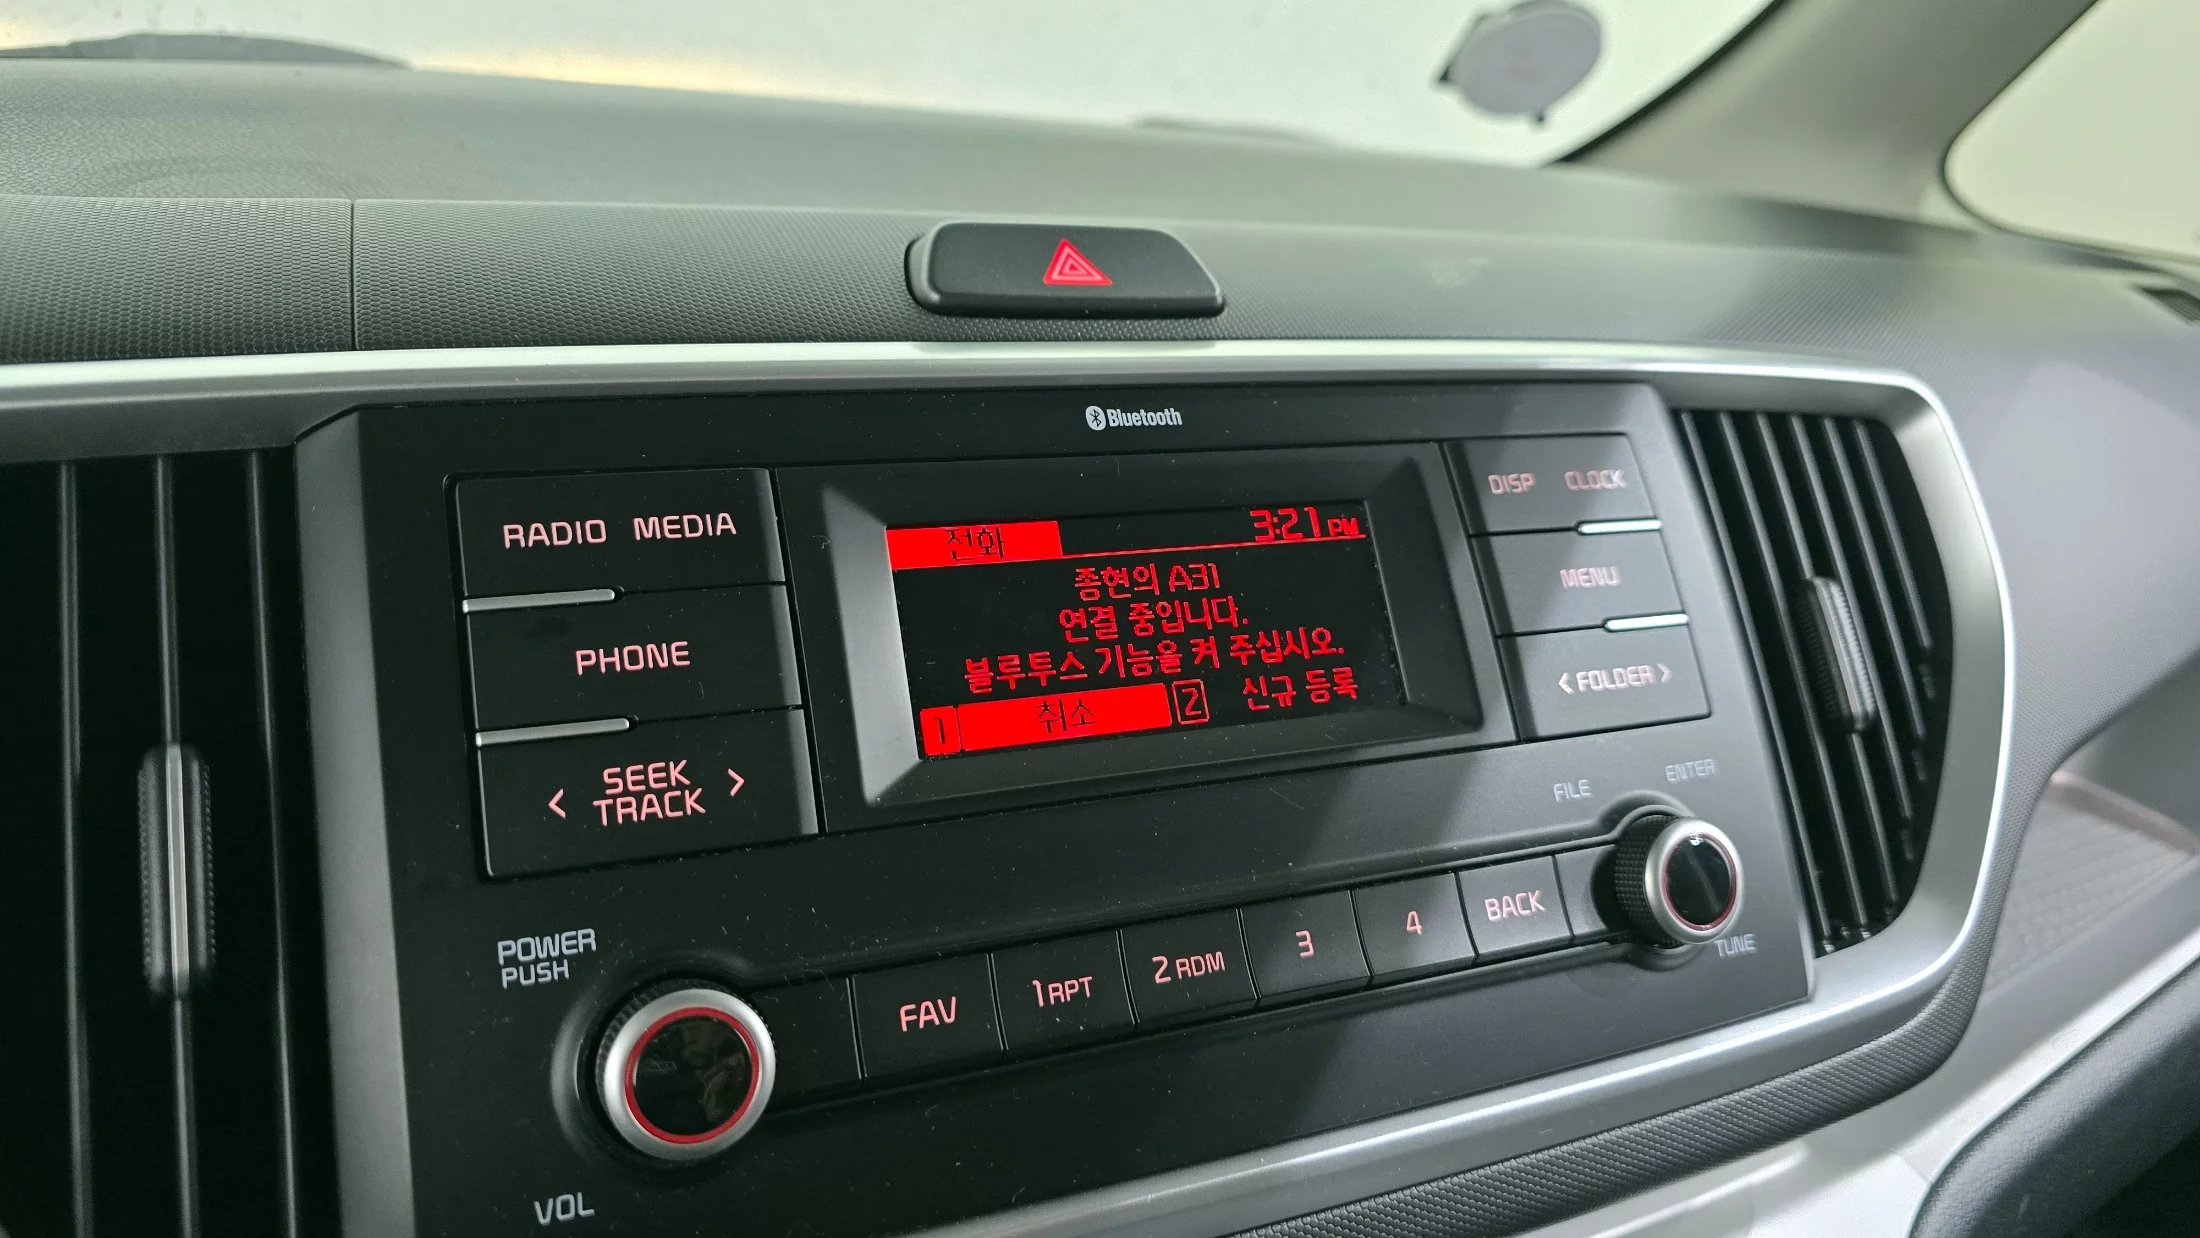 Bluetooth
RADIO MEDIA
PHONE
< SEEK >
TRACK
전화 3:21 PM
종현의 A31
연결 중입니다.
블루투스 기능을 켜 주십시오.
1 취소 2 신규 등록
DISP CLOCK
MENU
< FOLDER >
FILE ENTER
TUNE
POWER
PUSH
VOL
FAV 1 RPT 2 RDM 3 4 BACK